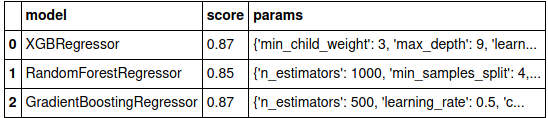 model score params
0 XGBRegressor 0.87 {'min_child_weight': 3, 'max_depth': 9, 'learn...
1 RandomForestRegressor 0.85 {'n_estimators': 1000, 'min_samples_split': 4,...
2 GradientBoostingRegressor 0.87 {'n_estimators': 500, 'learning_rate': 0.5, 'c...